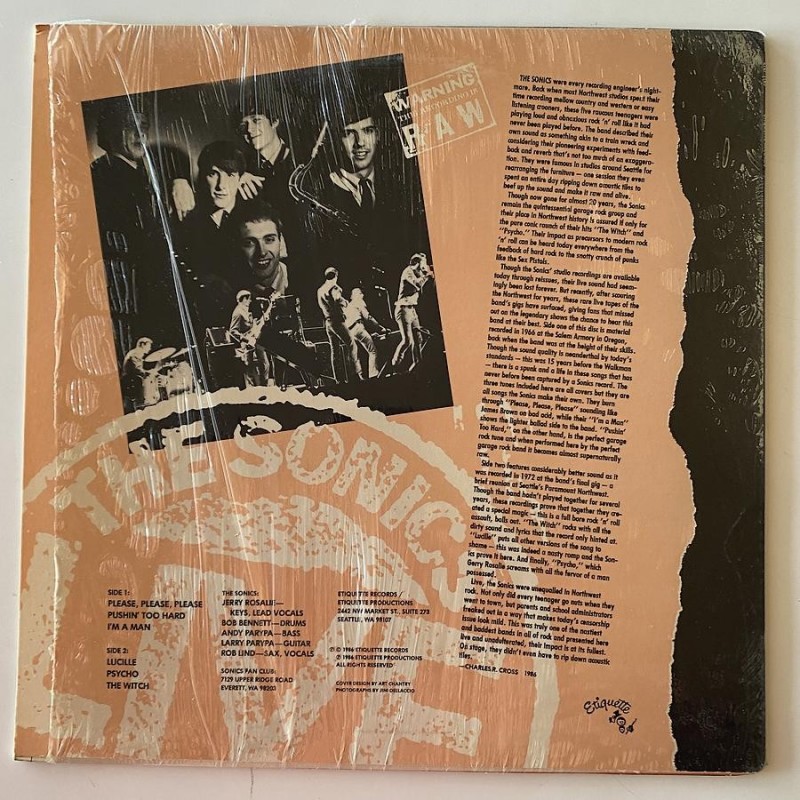 WARNING
THIS RECORDING IS
RAW
THE SONICS were every recording engineer's night-
mare. Back when most Northwest studios spent their
time recording mellow country and western or easy
listening crooners, these five raucous teenagers were
playing loud and obnoxious rock 'n' roll like it had
never been played before. The band described their
own sound as something akin to a train wreck and
considering their pioneering experiments with feed-
back and reverb that's not too much of an exaggera-
tion. They were famous in studios around Seattle for
rearranging the furniture — one session they even
spent an entire day ripping down acoustic tiles to
beef up the sound and make it raw and alive.
Though now gone for almost 20 years, the Sonics
remain the quintessential garage rock group and
their place in Northwest history is assured if only for
the pure sonic crunch of their hits "The Witch" and
"Psycho." Their impact as precursors to modern rock
'n' roll can be heard today everywhere from the
feedback of hard rock to the snotty crunch of punks
like the Sex Pistols.
Though the Sonics' studio recordings are available
today through reissues, their live sound had seem-
ingly been lost forever. But recently, after scouring
the Northwest for years, these rare live tapes of the
band's gigs have surfaced, giving fans that missed
out on the legendary shows the chance to hear this
band at their best. Side one of this disc is material
recorded in 1966 at the Salem Armory in Oregon,
back when the band was at the height of their skills.
Though the sound quality is neanderthal by today's
standards — this was 15 years before the Walkman
— there is a spunk and a life in these songs that has
never before been captured by a Sonics record. The
three tunes included here are all covers but they are
all songs the Sonics make their own. They burn
through "Please, Please, Please" sounding like
James Brown on bad acid, while their "I'm a Man"
shows the lighter ballad side to the band. "Pushin'
Too Hard," on the other hand, is the perfect garage
rock tune and when performed here by the perfect
garage rock band it becomes almost supernaturally
raw.
Side two features considerably better sound as it
was recorded in 1972 at the band's final gig — a
brief reunion at Seattle's Paramount Northwest.
Though the band hadn't played together for several
years, these recordings prove that together they cre-
ated a special magic — this is a full bore rock 'n' roll
assault, balls out. "The Witch" rocks with all the
dirty sound and lyrics that the record only hinted at.
"Lucille" puts all other versions of the song to
shame — this was indeed a nasty romp and the Son-
ics prove it here. And finally, "Psycho," which
Gerry Rosalie screams with all the fervor of a man
possessed.
Live, the Sonics were unequalled in Northwest
rock. Not only did every teenager go nuts when they
went to town, but parents and school administrators
freaked out in a way that makes today's censorship
issue look mild. This was truly one of the nastiest
and baddest bands in all of rock and presented here
live and unadulterated, their impact is at its fullest.
On stage, they didn't even have to rip down acoustic
tiles.
—CHARLES R. CROSS 1986
THE SONICS
LIVE
SIDE 1:
PLEASE, PLEASE, PLEASE
PUSHIN' TOO HARD
I'M A MAN
SIDE 2:
LUCILLE
PSYCHO
THE WITCH
THE SONICS:
JERRY ROSALIE—
KEYS, LEAD VOCALS
BOB BENNETT—DRUMS
ANDY PARYPA—BASS
LARRY PARYPA—GUITAR
ROB LIND—SAX, VOCALS
SONICS FAN CLUB:
7129 UPPER RIDGE ROAD
EVERETT, WA 98203
ETIQUETTE RECORDS /
ETIQUETTE PRODUCTIONS
2442 NW MARKET ST., SUITE 273
SEATTLE, WA 98107
Ⓟ © 1986 ETIQUETTE RECORDS
Ⓟ 1986 ETIQUETTE PRODUCTIONS
ALL RIGHTS RESERVED
COVER DESIGN BY ART CHANTRY
PHOTOGRAPHS BY JINI DELLACCIO
Etiquette